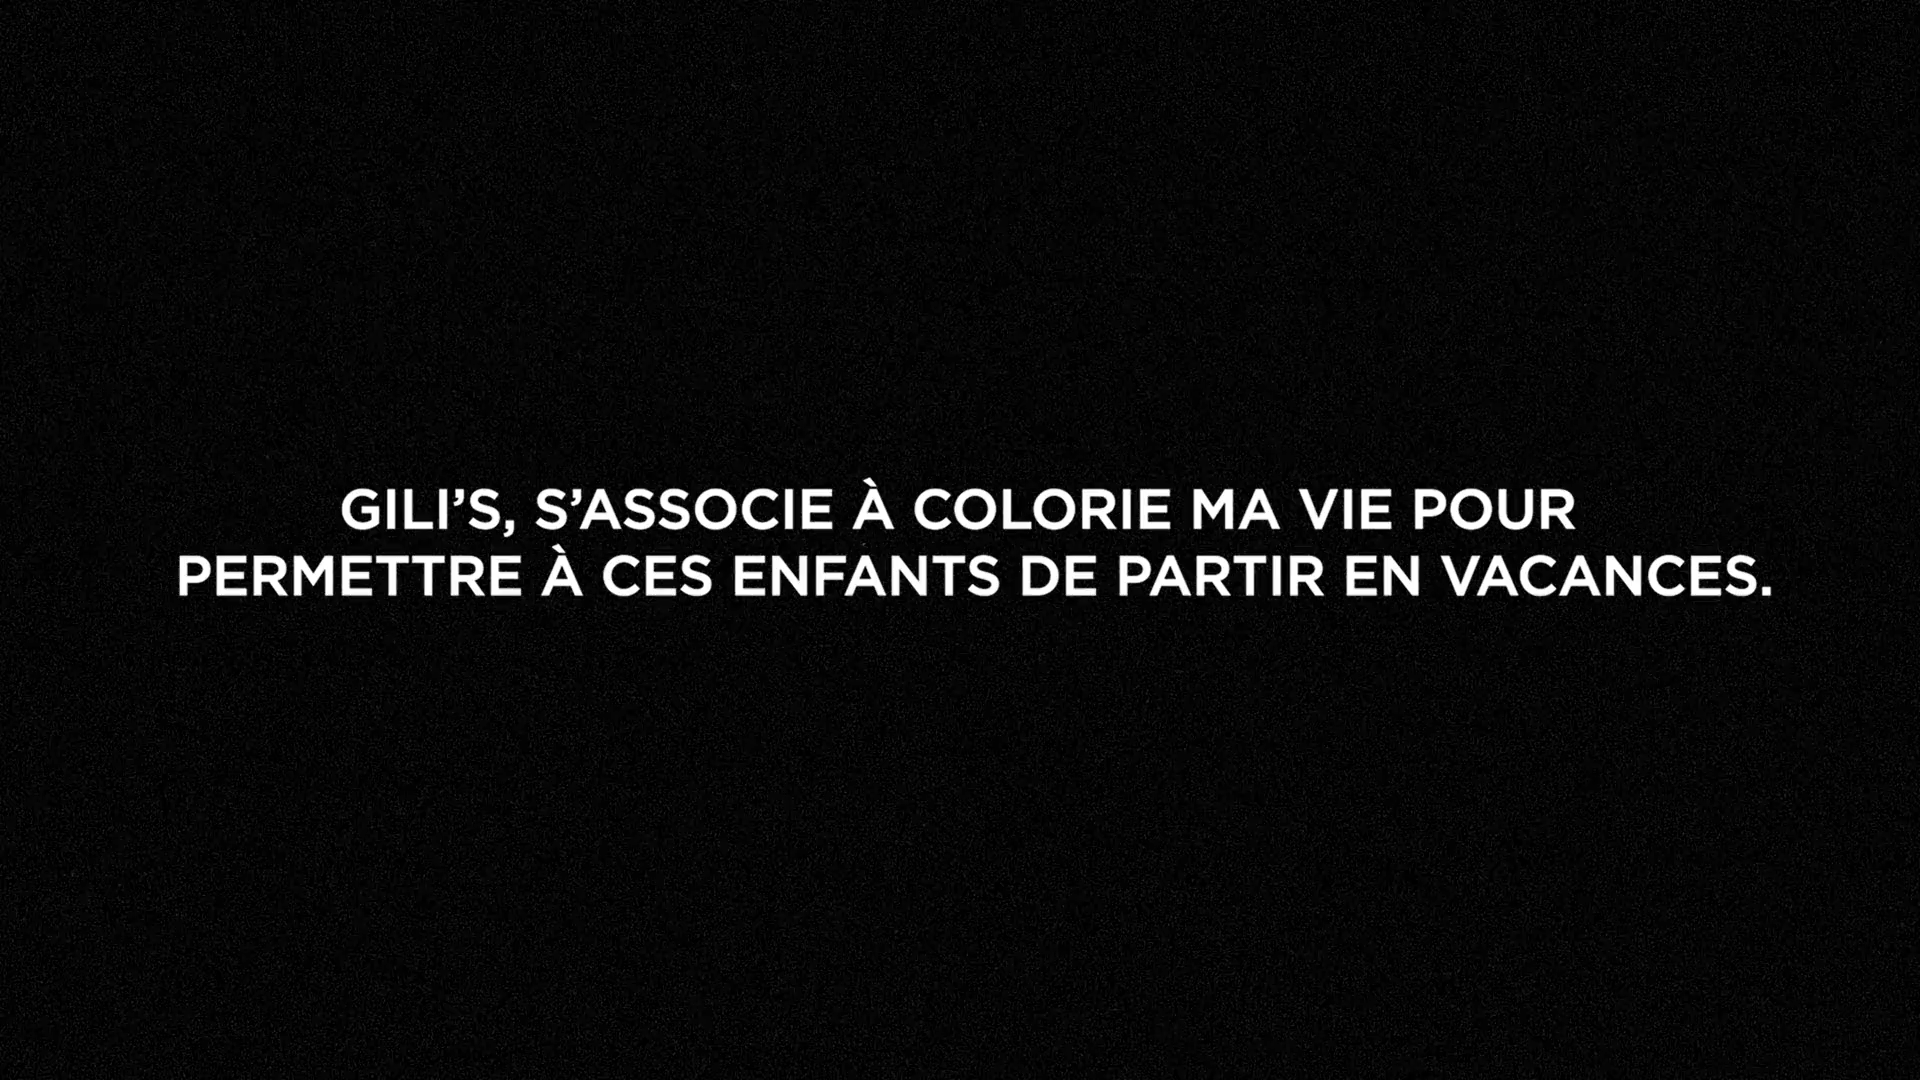 GILI’S, S’ASSOCIE À COLORIE MA VIE POUR
PERMETTRE À CES ENFANTS DE PARTIR EN VACANCES.